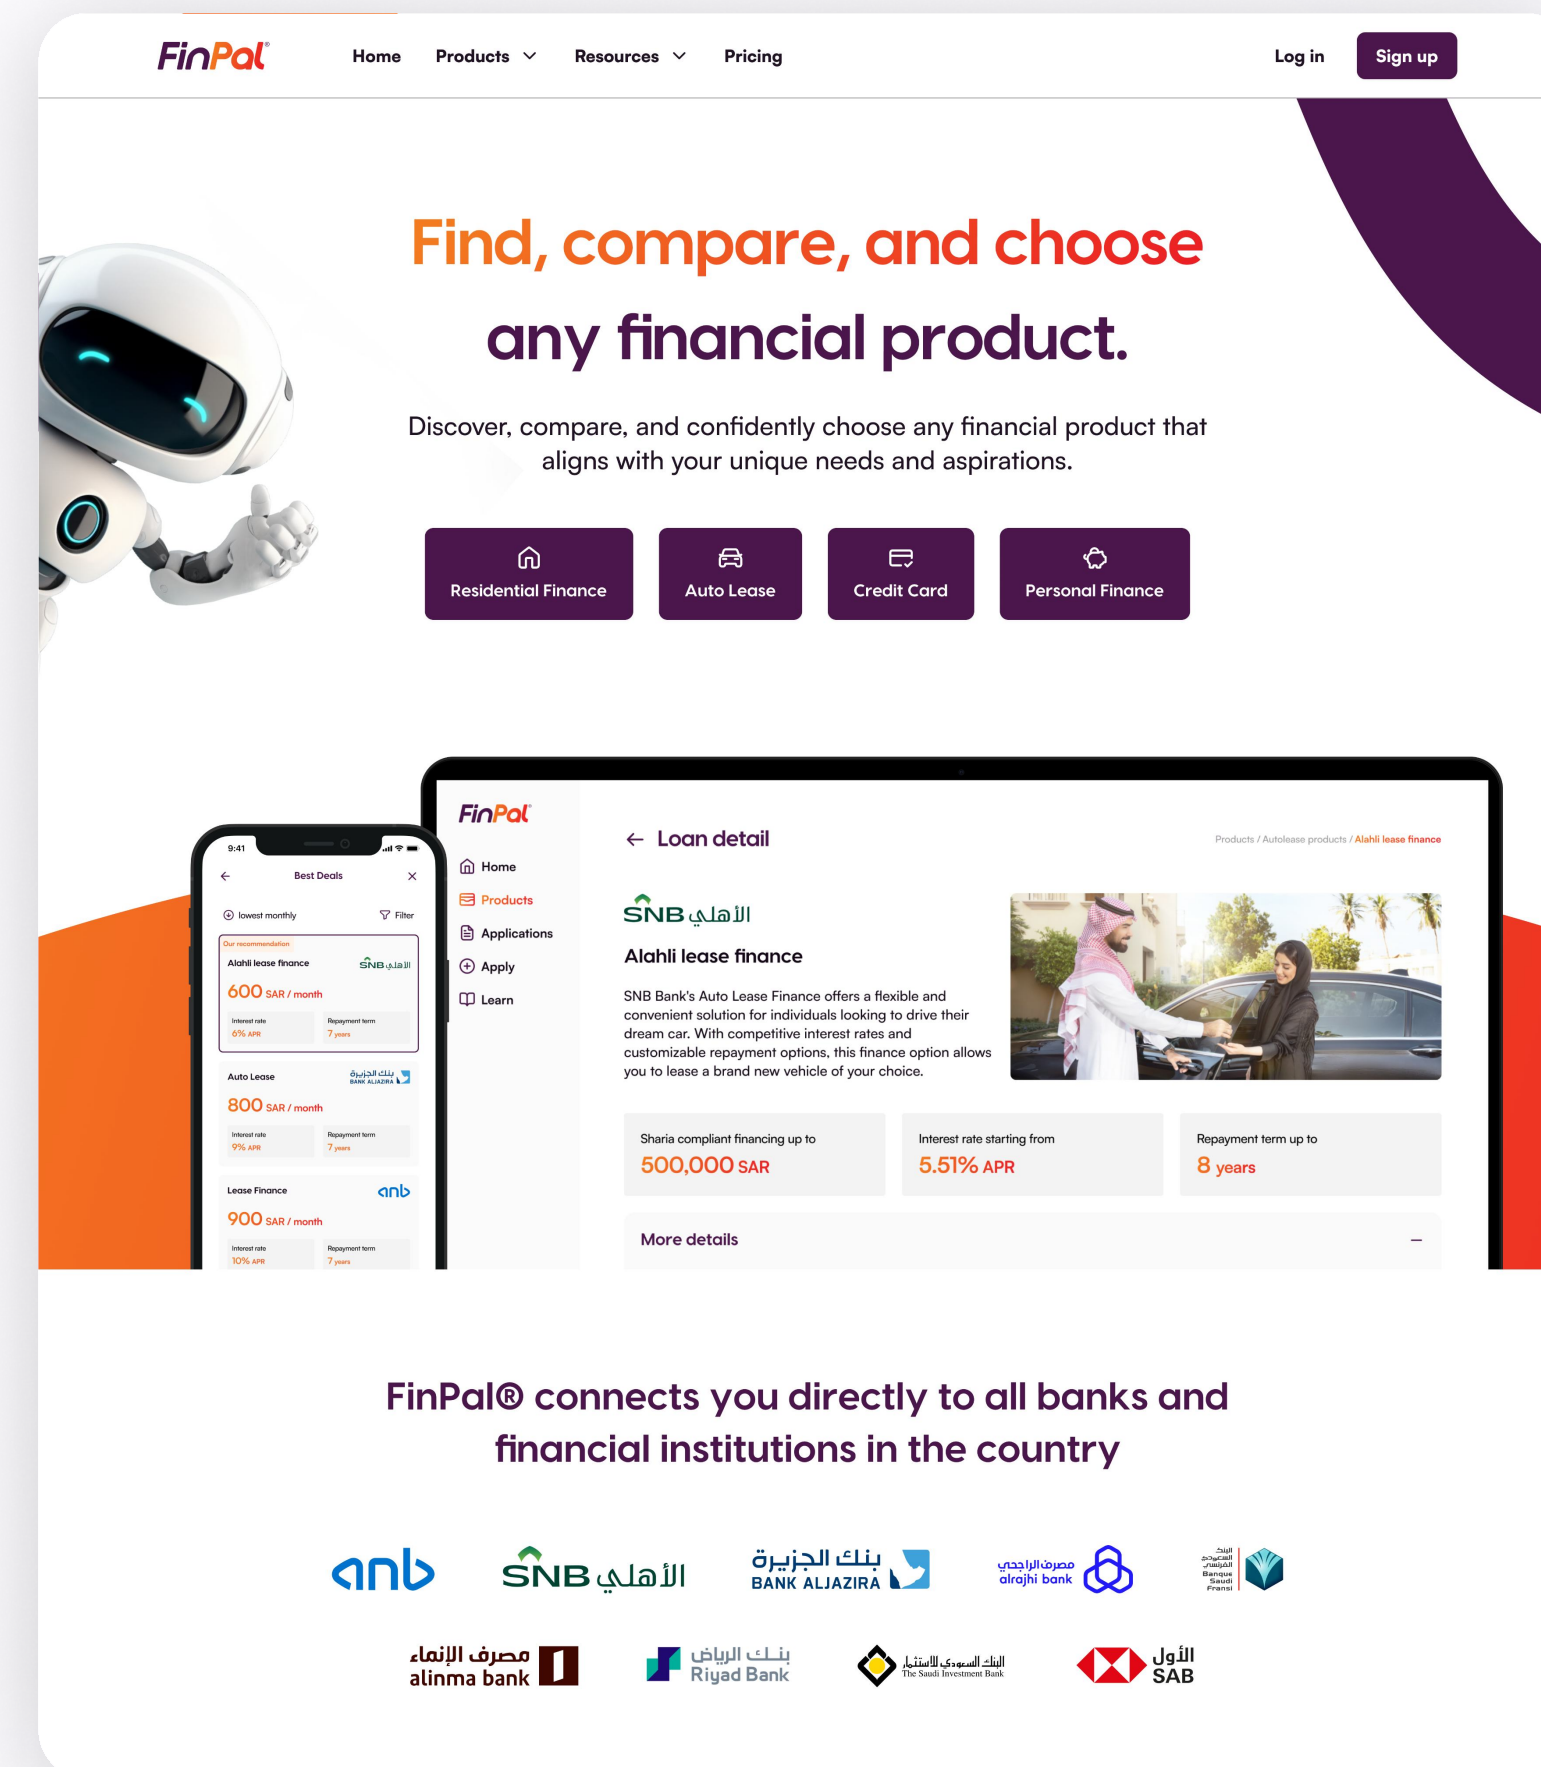 FinPal®
Home
Products
Resources
Pricing
Log in
Sign up
Find, compare, and choose
any financial product.
Discover, compare, and confidently choose any financial product that
aligns with your unique needs and aspirations.
Residential Finance
Auto Lease
Credit Card
Personal Finance
9:41
Best Deals
lowest monthly
Filter
Our recommendation
Alahli lease finance
SNB الأهلي
600 SAR / month
Interest rate
6% APR
Repayment term
7 years
Auto Lease
بنك الجزيرة
BANK ALJAZIRA
800 SAR / month
Interest rate
9% APR
Repayment term
7 years
Lease Finance
anb
900 SAR / month
Interest rate
10% APR
Repayment term
7 years
FinPal
Home
Products
Applications
Apply
Learn
Loan detail
Products / Autolease products / Alahli lease finance
SNB الأهلي
Alahli lease finance
SNB Bank's Auto Lease Finance offers a flexible and
convenient solution for individuals looking to drive their
dream car. With competitive interest rates and
customizable repayment options, this finance option allows
you to lease a brand new vehicle of your choice.
Sharia compliant financing up to
500,000 SAR
Interest rate starting from
5.51% APR
Repayment term up to
8 years
More details
FinPal® connects you directly to all banks and
financial institutions in the country
anb
SNB الأهلي
بنك الجزيرة
BANK ALJAZIRA
مصرف الراجحي
alrajhi bank
البنك
السعودي
الفرنسي
Banque
Saudi
Fransi
مصرف الإنماء
alinma bank
بنك الرياض
Riyad Bank
البنك السعودي للاستثمار
The Saudi Investment Bank
الأول
SAB